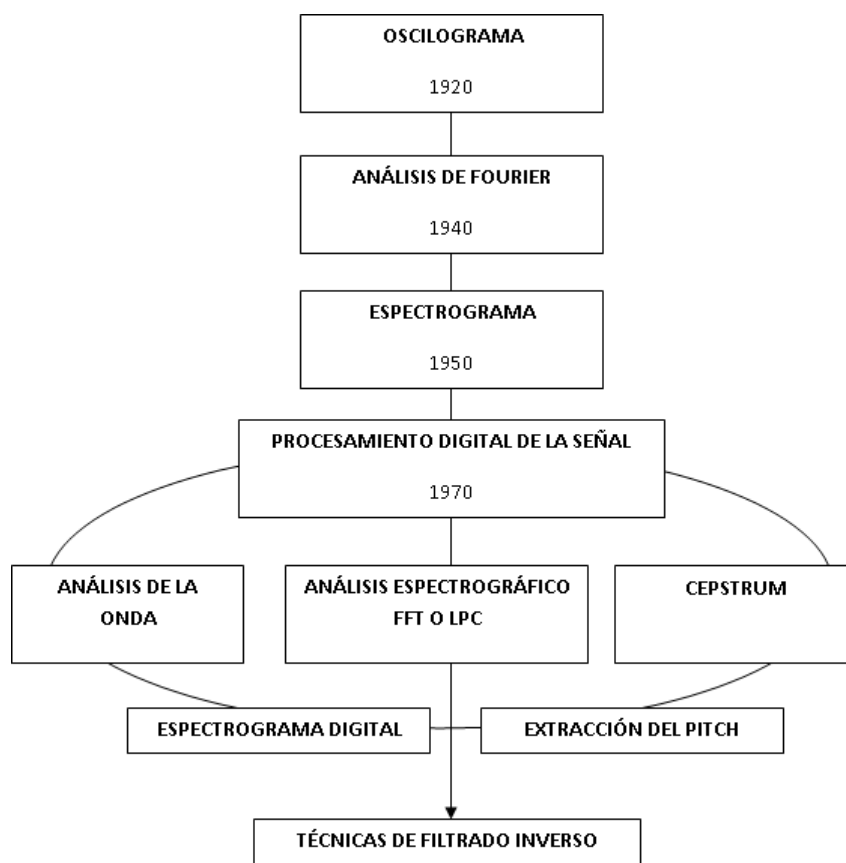 OSCILOGRAMA
1920
ANÁLISIS DE FOURIER
1940
ESPECTROGRAMA
1950
PROCESAMIENTO DIGITAL DE LA SEÑAL
1970
ANÁLISIS DE LA
ONDA
ANÁLISIS ESPECTROGRÁFICO
FFT O LPC
CEPSTRUM
ESPECTROGRAMA DIGITAL
EXTRACCIÓN DEL PITCH
TÉCNICAS DE FILTRADO INVERSO